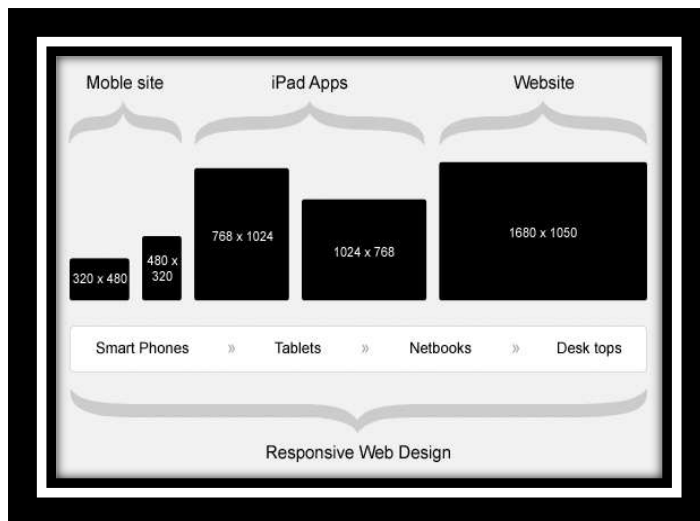 Moble site
iPad Apps
Website
320 x 480
480 x
320
768 x 1024
1024 x 768
1680 x 1050
Smart Phones » Tablets » Netbooks » Desk tops
Responsive Web Design